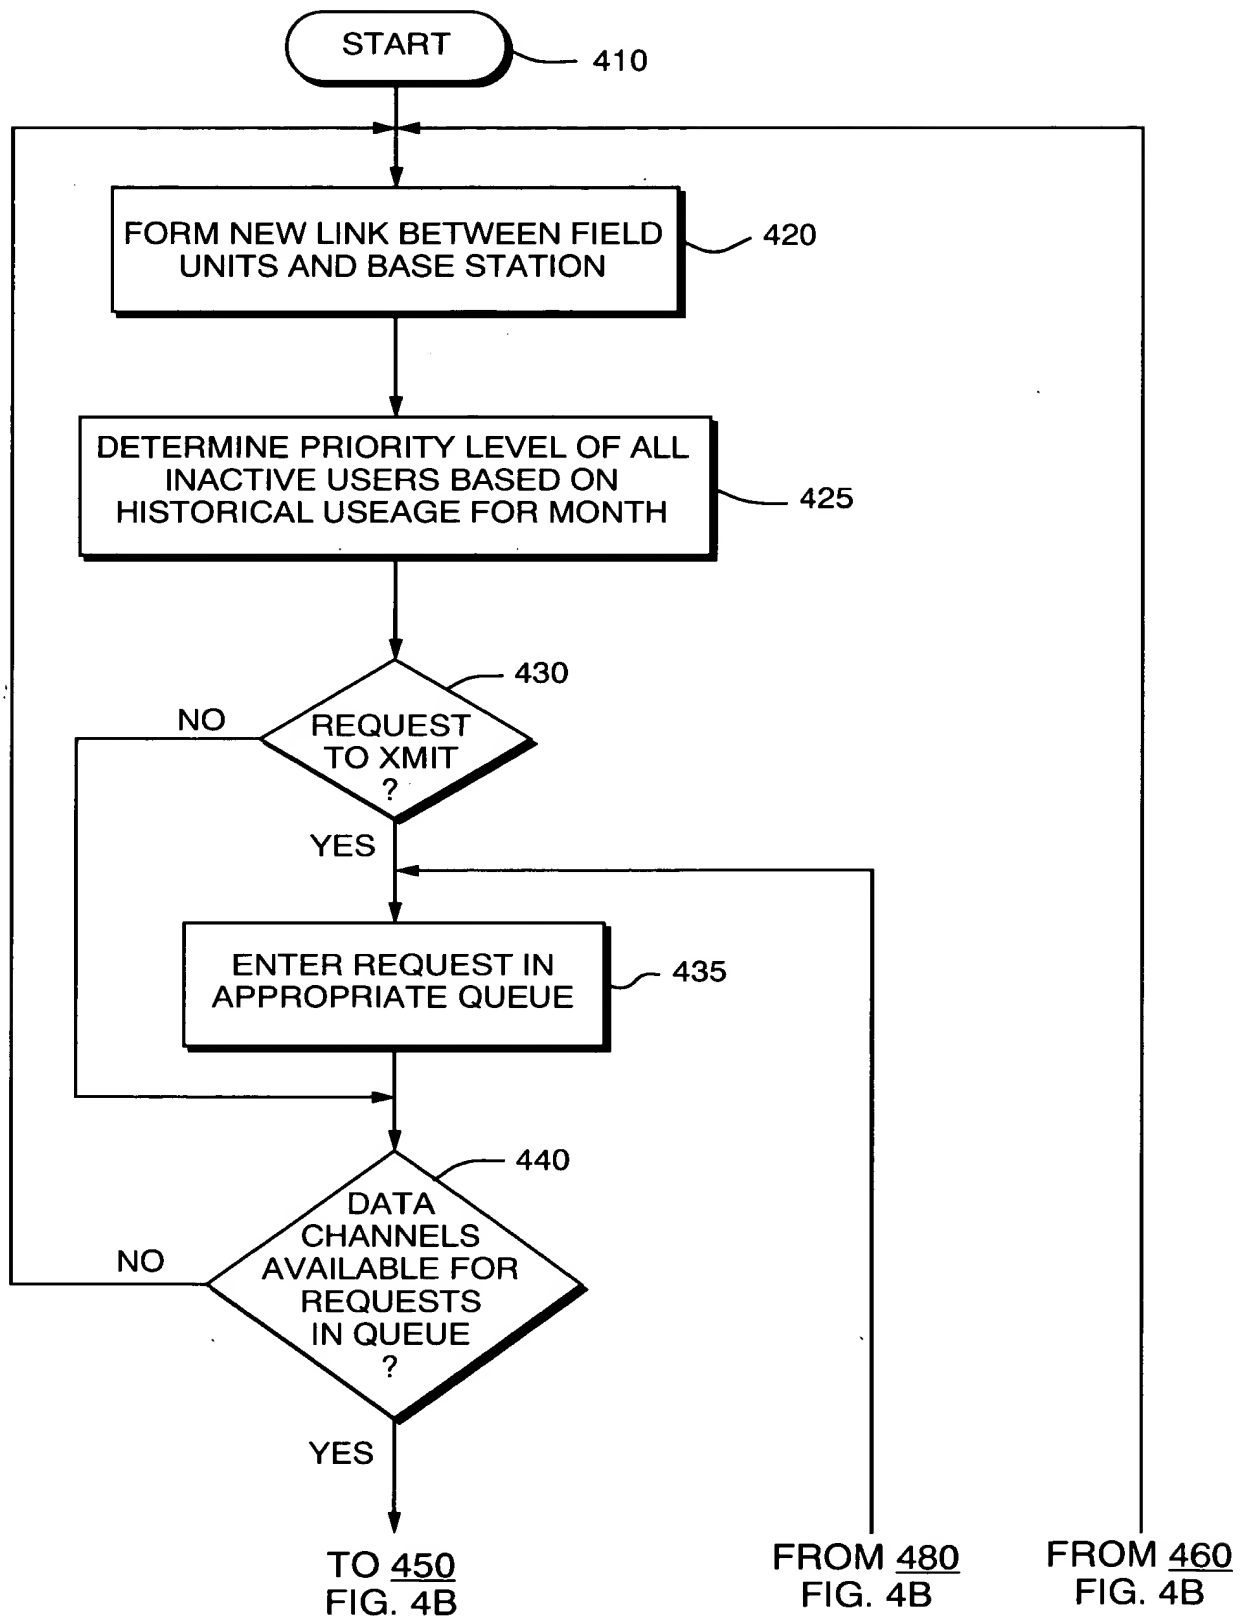 START
410
FORM NEW LINK BETWEEN FIELD
UNITS AND BASE STATION
420
DETERMINE PRIORITY LEVEL OF ALL
INACTIVE USERS BASED ON
HISTORICAL USEAGE FOR MONTH
425
430
NO
REQUEST
TO XMIT
?
YES
ENTER REQUEST IN
APPROPRIATE QUEUE
435
440
DATA
CHANNELS
AVAILABLE FOR
REQUESTS
IN QUEUE
?
NO
YES
TO 450
FIG. 4B
FROM 480
FIG. 4B
FROM 460
FIG. 4B